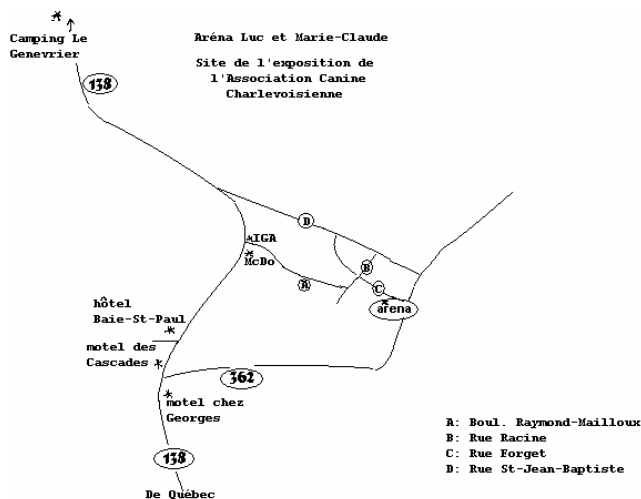 Aréna Luc et Marie-Claude
Site de l'exposition de
l'Association Canine
Charlevoisienne
Camping Le
Genevrier
138
D
IGA
McDo
B
A
C
arena
hôtel
Baie-St-Paul
motel des
Cascades
362
motel chez
Georges
138
De Québec
A: Boul. Raymond-Mailloux
B: Rue Racine
C: Rue Forget
D: Rue St-Jean-Baptiste